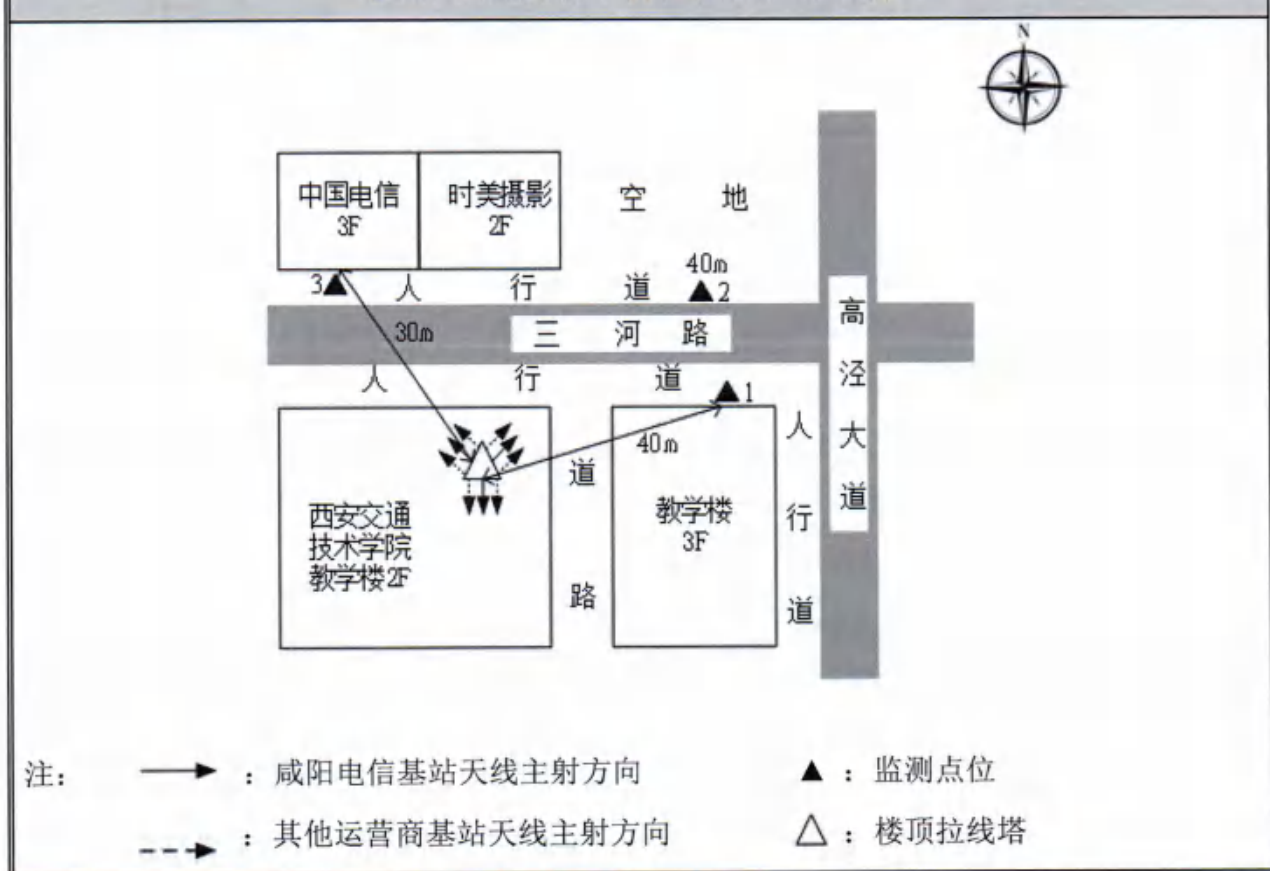 N
中国电信
3F
时美摄影
2F
空 地
40m
3
人 行 道
2
30m
三 河 路
高泾大道
人 行 道
1
40m
道路
人行道
西安交通
技术学院
教学楼2F
教学楼
3F
注：
：咸阳电信基站天线主射方向
：监测点位
：其他运营商基站天线主射方向
：楼顶拉线塔